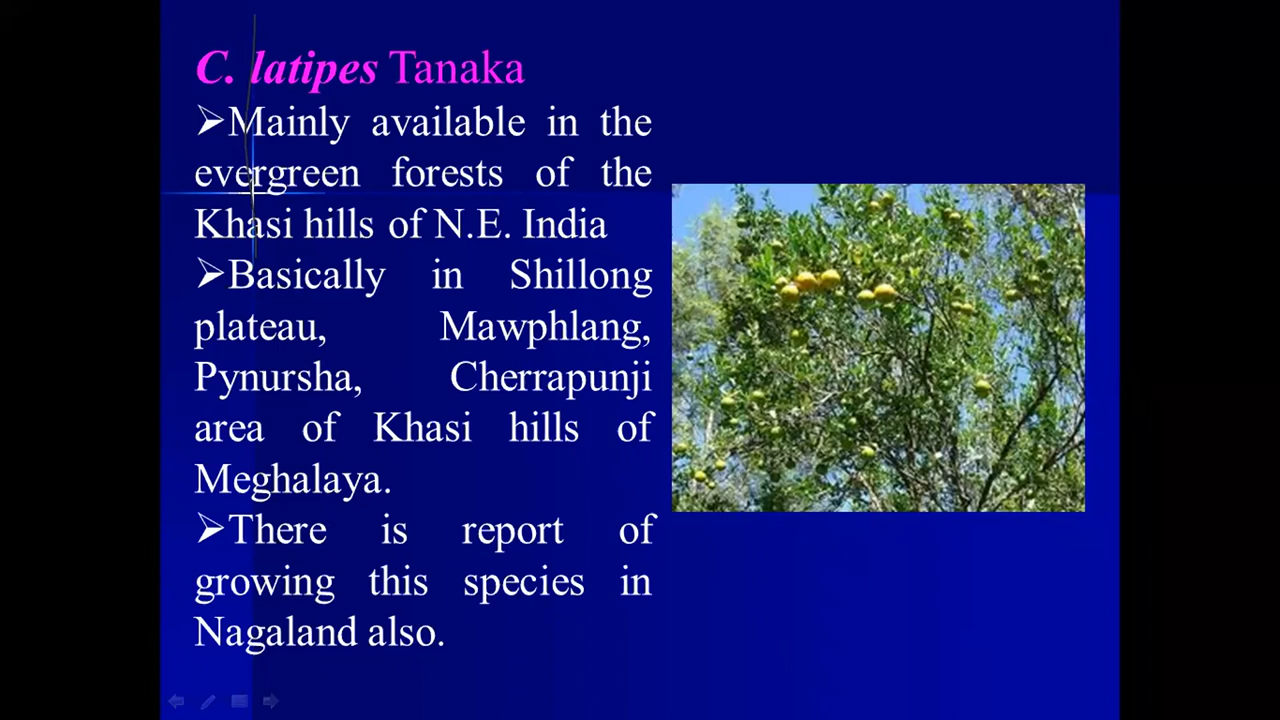 C. latipes Tanaka
➢Mainly available in the
evergreen forests of the
Khasi hills of N.E. India
➢Basically in Shillong
plateau, Mawphlang,
Pynursha, Cherrapunji
area of Khasi hills of
Meghalaya.
➢There is report of
growing this species in
Nagaland also.